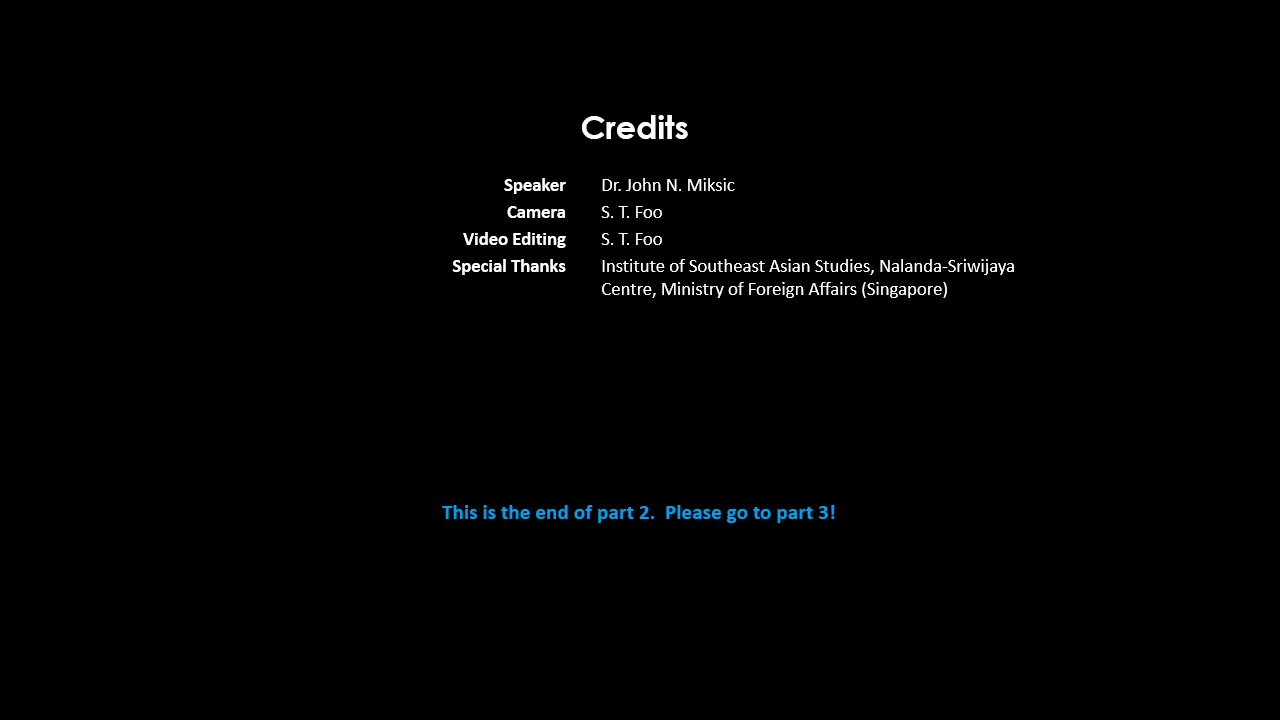 Credits
Speaker Dr. John N. Miksic
Camera S. T. Foo
Video Editing S. T. Foo
Special Thanks Institute of Southeast Asian Studies, Nalanda-Sriwijaya
Centre, Ministry of Foreign Affairs (Singapore)
This is the end of part 2.  Please go to part 3!